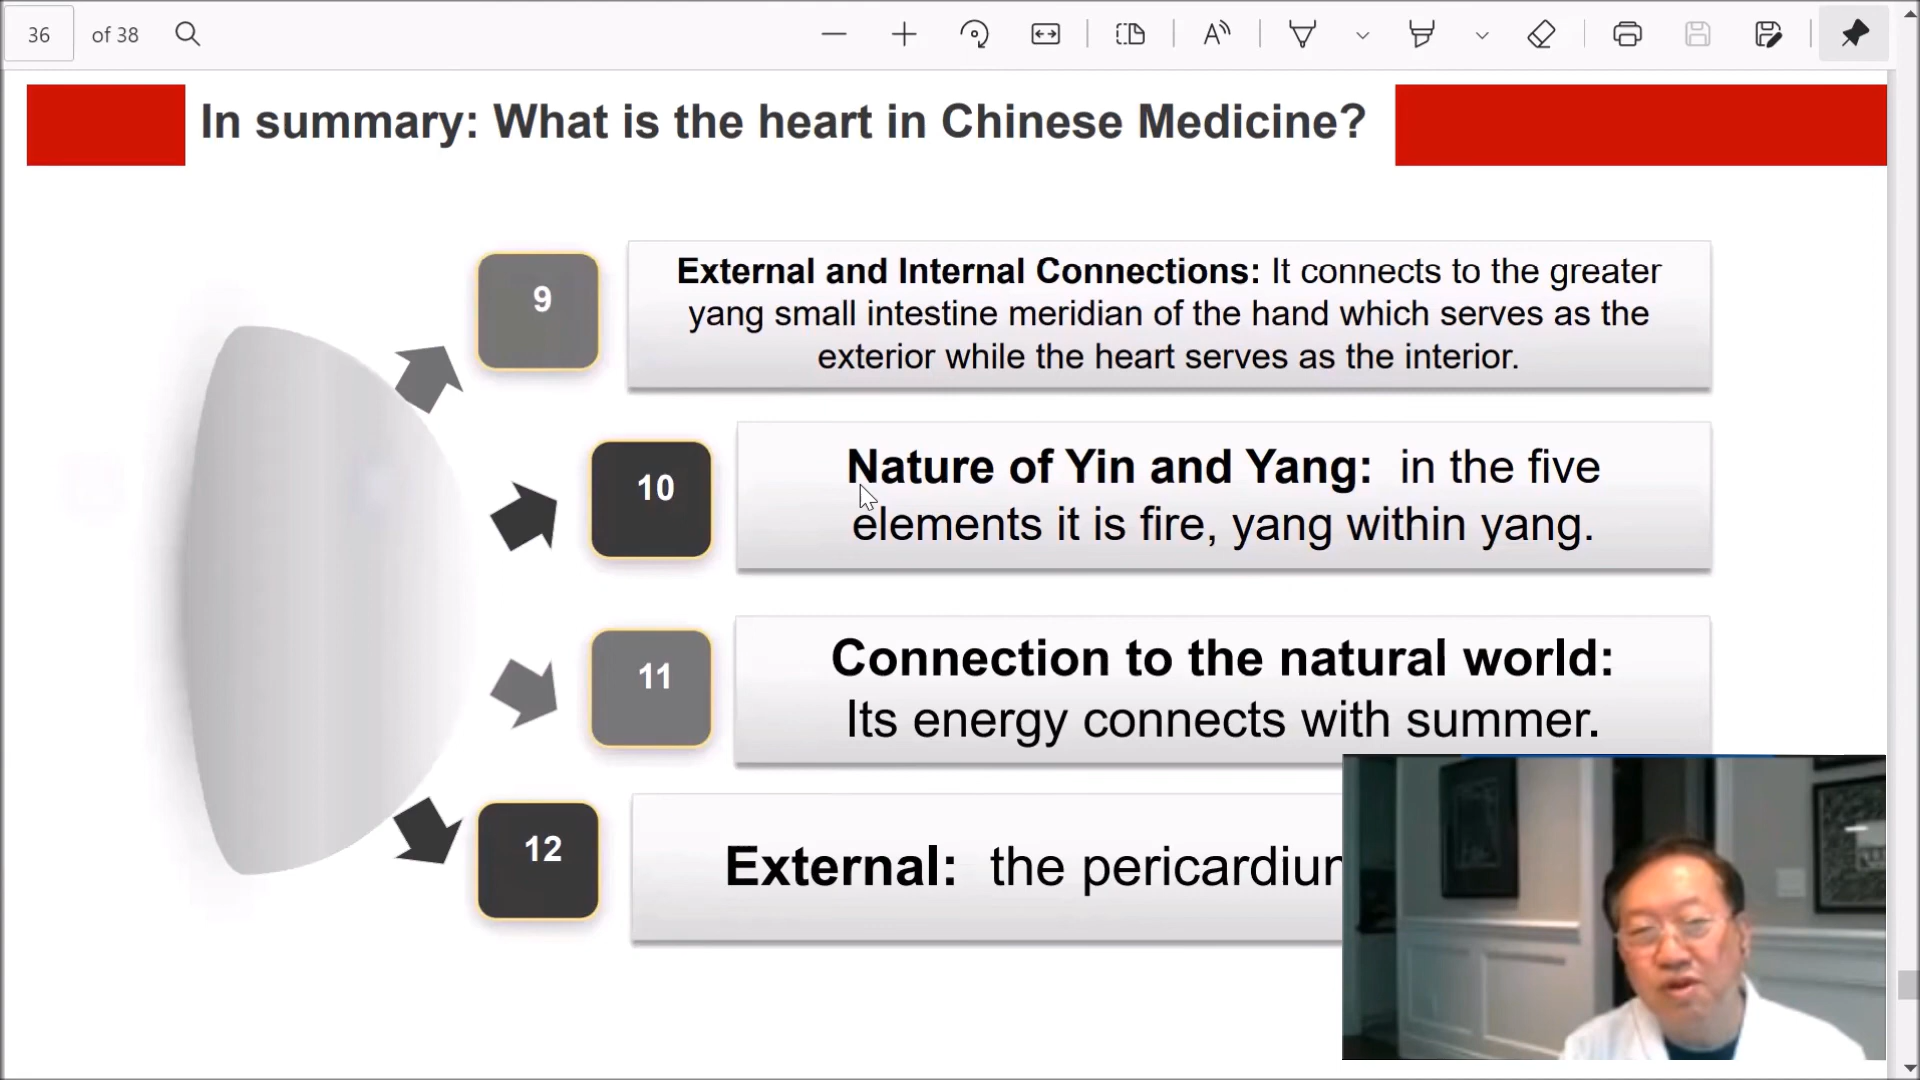 36 of 38
In summary: What is the heart in Chinese Medicine?
9
External and Internal Connections: It connects to the greater
yang small intestine meridian of the hand which serves as the
exterior while the heart serves as the interior.
10
Nature of Yin and Yang: in the five
elements it is fire, yang within yang.
11
Connection to the natural world:
Its energy connects with summer.
12
External: the